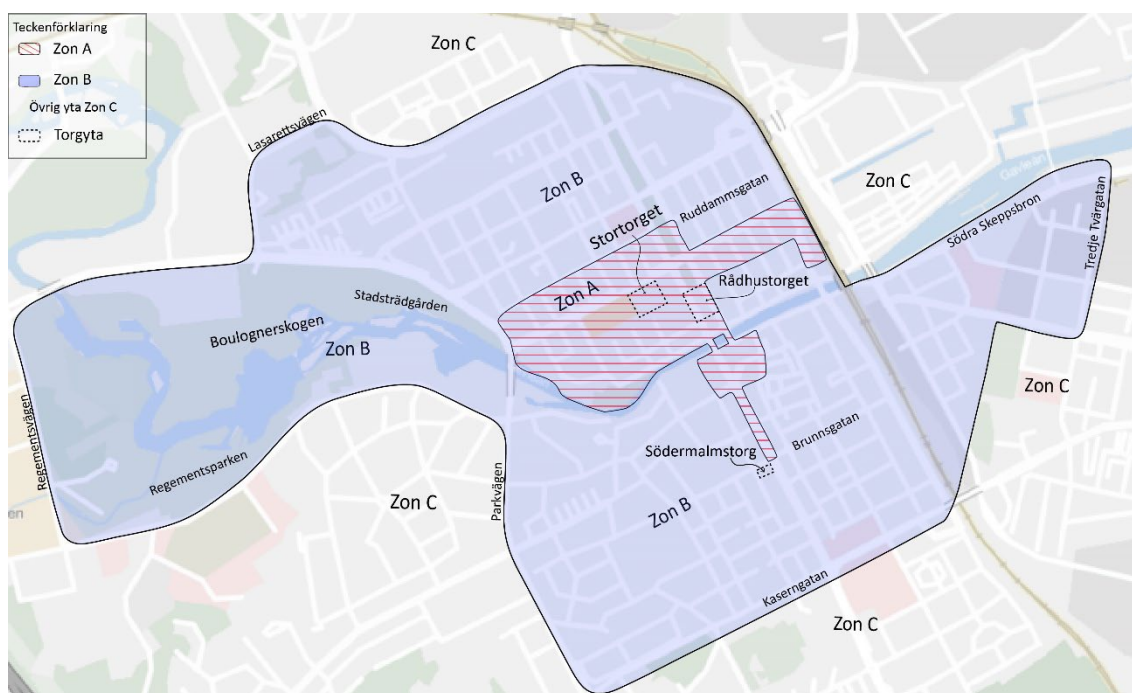 Teckenförklaring
Zon A
Zon B
Övrig yta Zon C
Torgyta
Zon C
Lasarettsvägen
Zon B
Ruddammsgatan
Stortorget
Zon C
Gavleån
Södra Skeppsbron
Tredje Tvärgatan
Zon A
Rådhustorget
Stadsträdgården
Boulognerskogen
Zon B
Zon C
Regementsvägen
Regementsparken
Parkvägen
Zon C
Södermalmstorg
Brunnsgatan
Zon B
Kaserngatan
Zon C